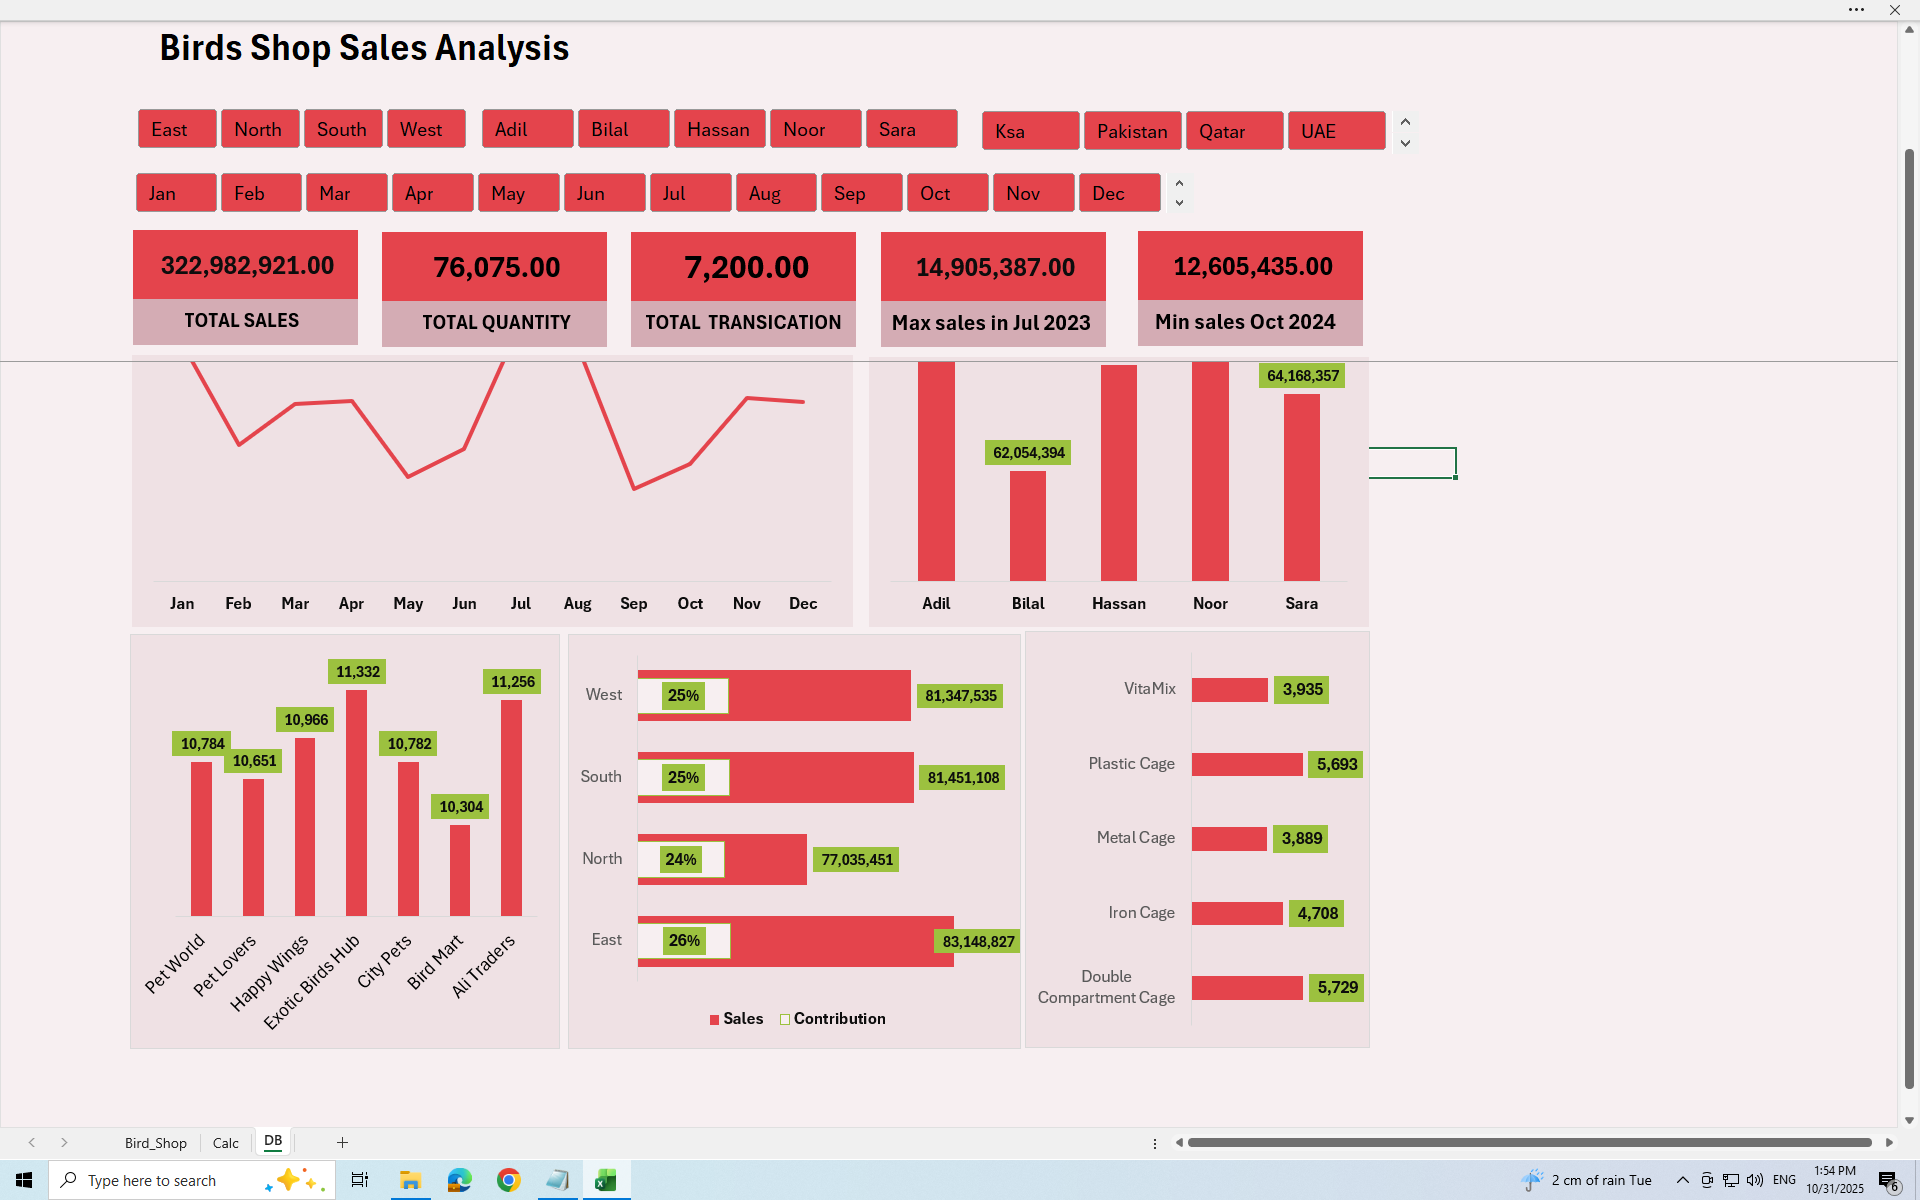 Birds Shop Sales Analysis
East North South West Adil Bilal Hassan Noor Sara Ksa Pakistan Qatar UAE
Jan Feb Mar Apr May Jun Jul Aug Sep Oct Nov Dec
322,982,921.00 76,075.00 7,200.00 14,905,387.00 12,605,435.00
TOTAL SALES TOTAL QUANTITY TOTAL TRANSICATION Max sales in Jul 2023 Min sales Oct 2024
Jan Feb Mar Apr May Jun Jul Aug Sep Oct Nov Dec
64,168,357
62,054,394
Adil Bilal Hassan Noor Sara
10,784
10,651
10,966
11,332
10,782
10,304
11,256
Pet World
Pet Lovers
Happy Wings
Exotic Birds Hub
City Pets
Bird Mart
Ali Traders
West 25% 81,347,535
South 25% 81,451,108
North 24% 77,035,451
East 26% 83,148,827
Sales Contribution
VitaMix 3,935
Plastic Cage 5,693
Metal Cage 3,889
Iron Cage 4,708
Double
Compartment Cage 5,729
Bird_Shop Calc DB
Type here to search
2 cm of rain Tue
ENG
1:54 PM
10/31/2025
6